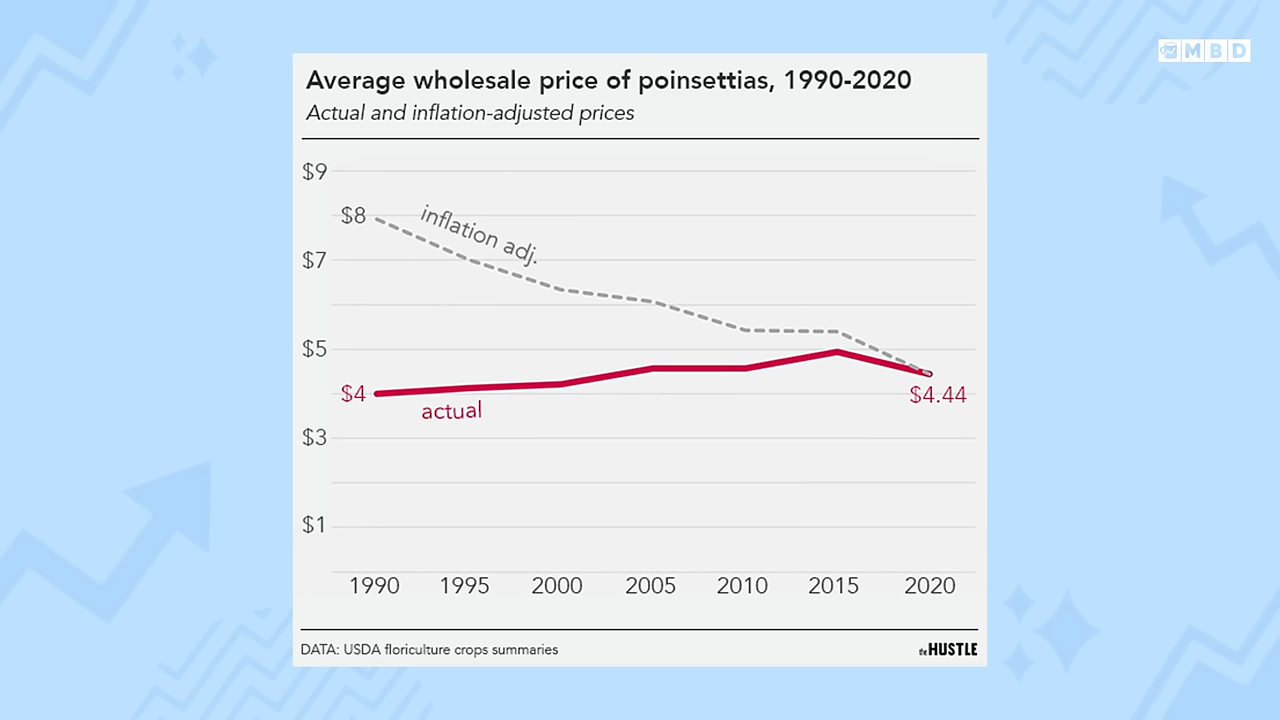 MBD
Average wholesale price of poinsettias, 1990-2020
Actual and inflation-adjusted prices
$9
$8
inflation adj.
$7
$5
$4
$4.44
actual
$3
$1
1990 1995 2000 2005 2010 2015 2020
DATA: USDA floriculture crops summaries
the HUSTLE